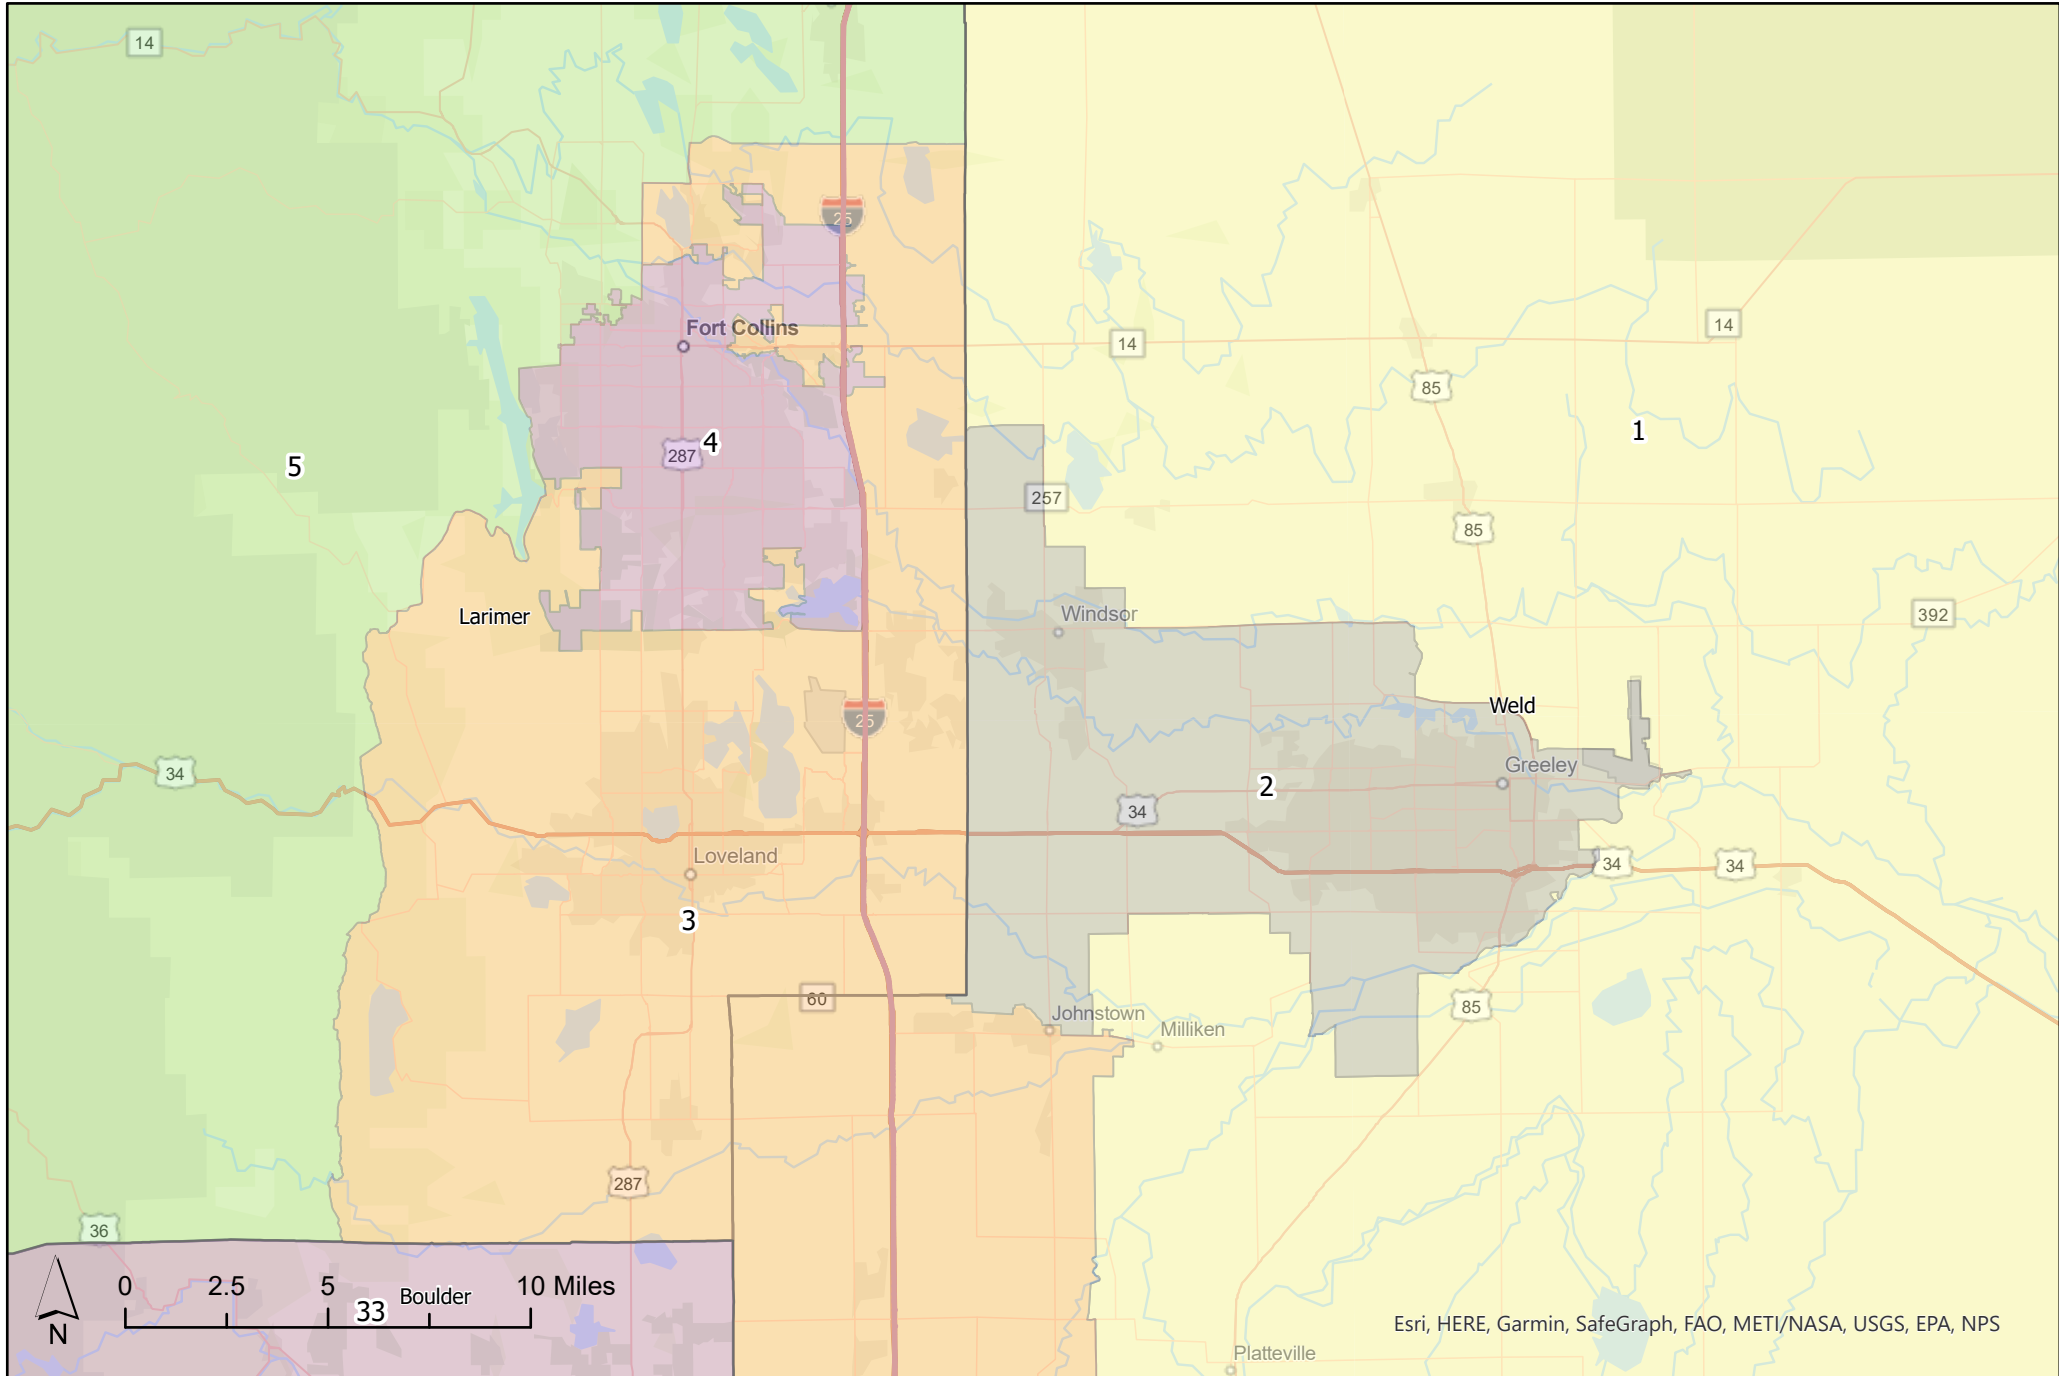 14
25
Fort Collins
14
14
85
1
4
287
5
257
85
Larimer
Windsor
392
25
Weld
34
Greeley
2
34
Loveland
34
34
3
60
85
Johnstown
Milliken
287
36
0 2.5 5 10 Miles
Boulder
33
N
Esri, HERE, Garmin, SafeGraph, FAO, METI/NASA, USGS, EPA, NPS
Platteville